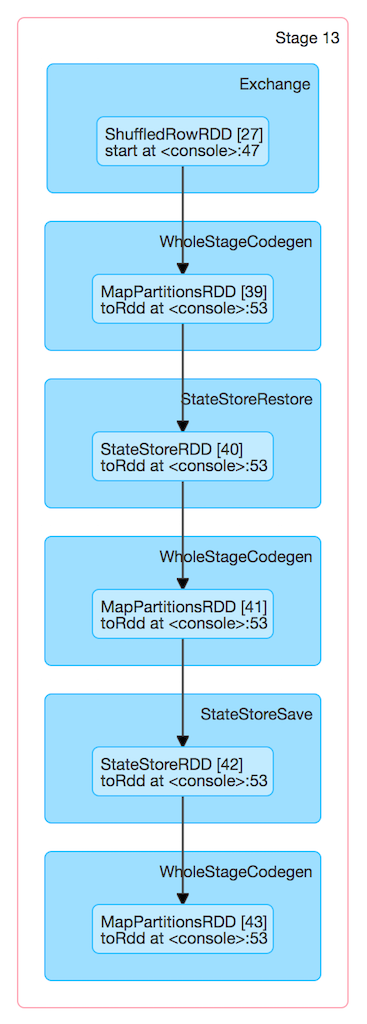 Stage 13
Exchange
ShuffledRowRDD [27]
start at <console>:47
WholeStageCodegen
MapPartitionsRDD [39]
toRdd at <console>:53
StateStoreRestore
StateStoreRDD [40]
toRdd at <console>:53
WholeStageCodegen
MapPartitionsRDD [41]
toRdd at <console>:53
StateStoreSave
StateStoreRDD [42]
toRdd at <console>:53
WholeStageCodegen
MapPartitionsRDD [43]
toRdd at <console>:53